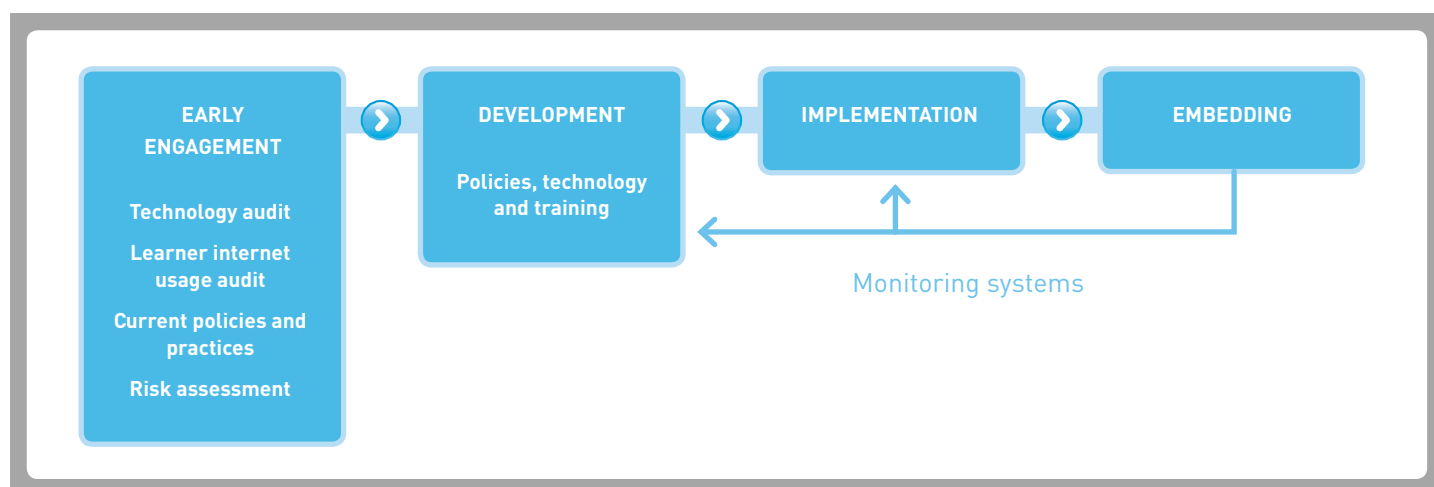 EARLY
ENGAGEMENT
Technology audit
Learner internet
usage audit
Current policies and
practices
Risk assessment
DEVELOPMENT
Policies, technology
and training
IMPLEMENTATION
EMBEDDING
Monitoring systems